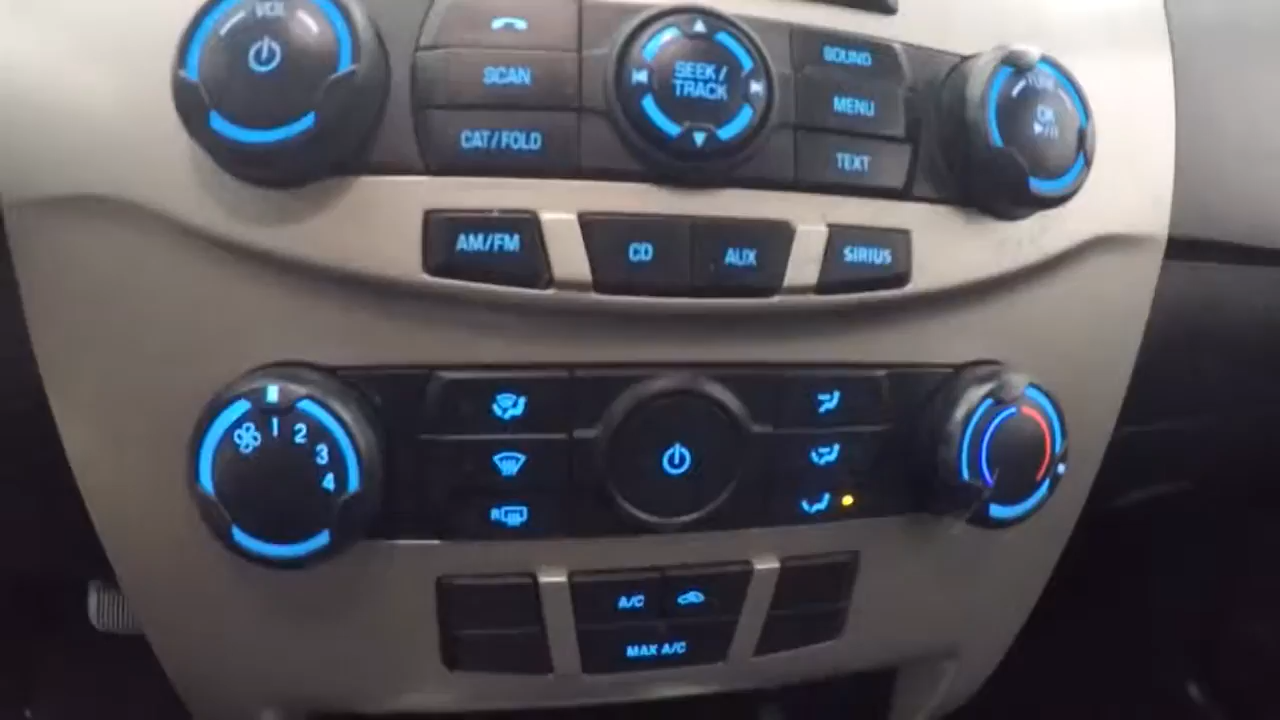 VOL
SCAN
CAT/FOLD
SEEK/
TRACK
SOUND
MENU
TEXT
TUNE
OK
AM/FM
CD
AUX
SIRIUS
1 2
3
4
R
A/C
MAX A/C